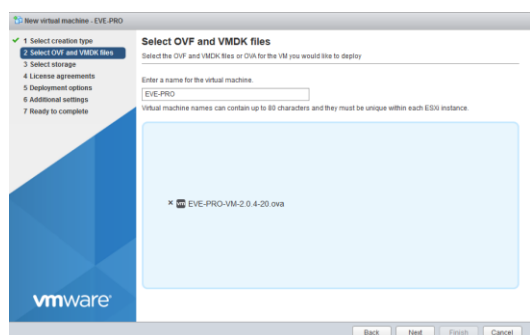 New virtual machine - EVE-PRO
1 Select creation type
2 Select OVF and VMDK files
3 Select storage
4 License agreements
5 Deployment options
6 Additional settings
7 Ready to complete
vmware®
Select OVF and VMDK files
Select the OVF and VMDK files or OVA for the VM you would like to deploy
Enter a name for the virtual machine.
EVE-PRO
Virtual machine names can contain up to 80 characters and they must be unique within each ESXi instance.
× vm EVE-PRO-VM-2.0.4-20.ova
Back Next Finish Cancel